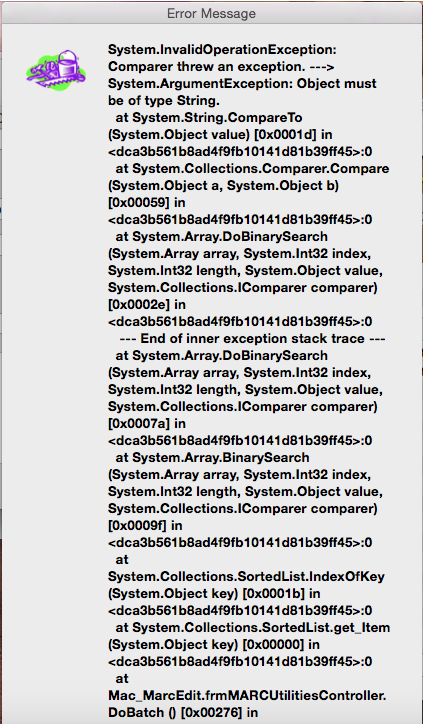 Error Message
System.InvalidOperationException:
Comparer threw an exception. --->
System.ArgumentException: Object must
be of type String.
at System.String.CompareTo
(System.Object value) [0x0001d] in
<dca3b561b8ad4f9fb10141d81b39ff45>:0
at System.Collections.Comparer.Compare
(System.Object a, System.Object b)
[0x00059] in
<dca3b561b8ad4f9fb10141d81b39ff45>:0
at System.Array.DoBinarySearch
(System.Array array, System.Int32 index,
System.Int32 length, System.Object value,
System.Collections.IComparer comparer)
[0x0002e] in
<dca3b561b8ad4f9fb10141d81b39ff45>:0
--- End of inner exception stack trace ---
at System.Array.DoBinarySearch
(System.Array array, System.Int32 index,
System.Int32 length, System.Object value,
System.Collections.IComparer comparer)
[0x0007a] in
<dca3b561b8ad4f9fb10141d81b39ff45>:0
at System.Array.BinarySearch
(System.Array array, System.Int32 index,
System.Int32 length, System.Object value,
System.Collections.IComparer comparer)
[0x0009f] in
<dca3b561b8ad4f9fb10141d81b39ff45>:0
at
System.Collections.SortedList.IndexOfKey
(System.Object key) [0x0001b] in
<dca3b561b8ad4f9fb10141d81b39ff45>:0
at System.Collections.SortedList.get_Item
(System.Object key) [0x00000] in
<dca3b561b8ad4f9fb10141d81b39ff45>:0
at
Mac_MarcEdit.frmMARCUtilitiesController.
DoBatch () [0x00276] in